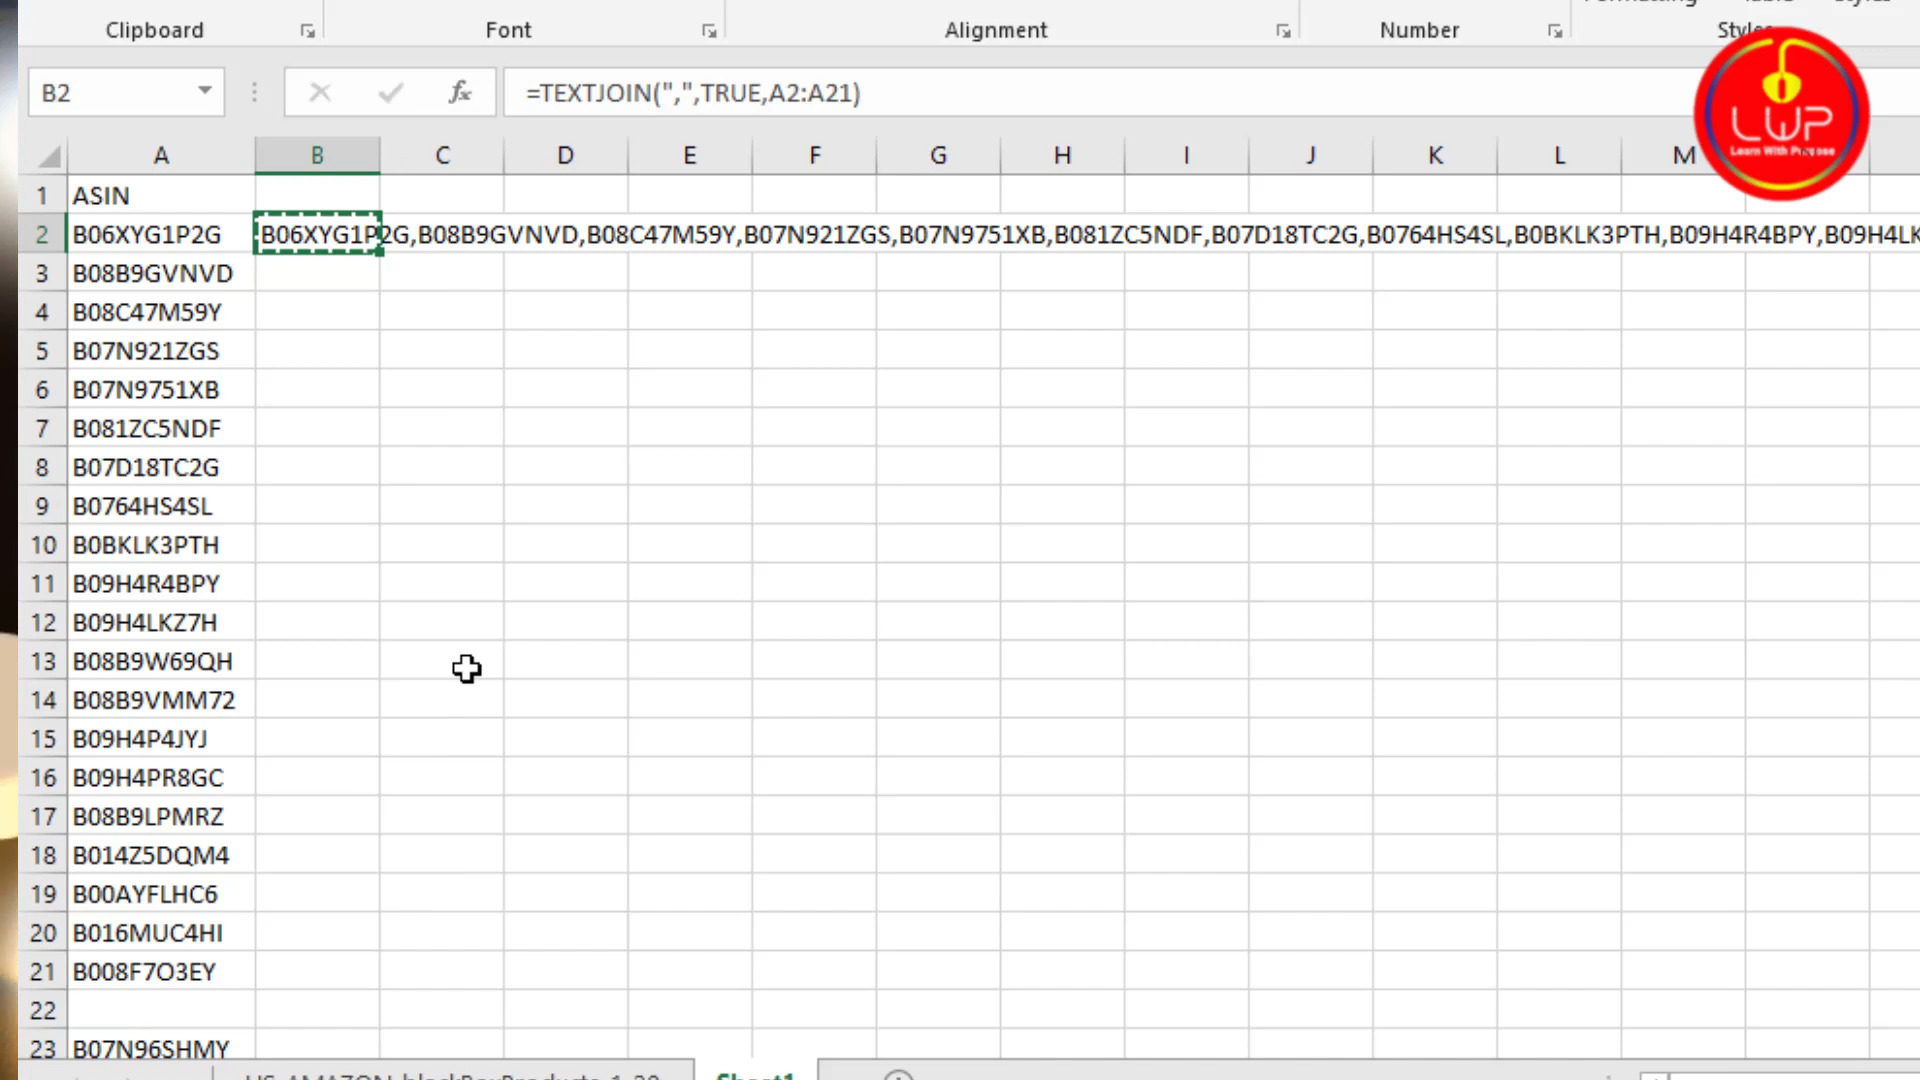 Clipboard Font Alignment Number Styles
B2 fx =TEXTJOIN(",",TRUE,A2:A21)
LWP
Learn With Purpose
A B C D E F G H I J K L M
1 ASIN
2 B06XYG1P2G B06XYG1P2G,B08B9GVNVD,B08C47M59Y,B07N921ZGS,B07N9751XB,B081ZC5NDF,B07D18TC2G,B0764HS4SL,B0BKLK3PTH,B09H4R4BPY,B09H4LK
3 B08B9GVNVD
4 B08C47M59Y
5 B07N921ZGS
6 B07N9751XB
7 B081ZC5NDF
8 B07D18TC2G
9 B0764HS4SL
10 B0BKLK3PTH
11 B09H4R4BPY
12 B09H4LKZ7H
13 B08B9W69QH
14 B08B9VMM72
15 B09H4P4JYJ
16 B09H4PR8GC
17 B08B9LPMRZ
18 B014Z5DQM4
19 B00AYFLHC6
20 B016MUC4HI
21 B008F7O3EY
22
23 B07N96SHMY
Sheet1